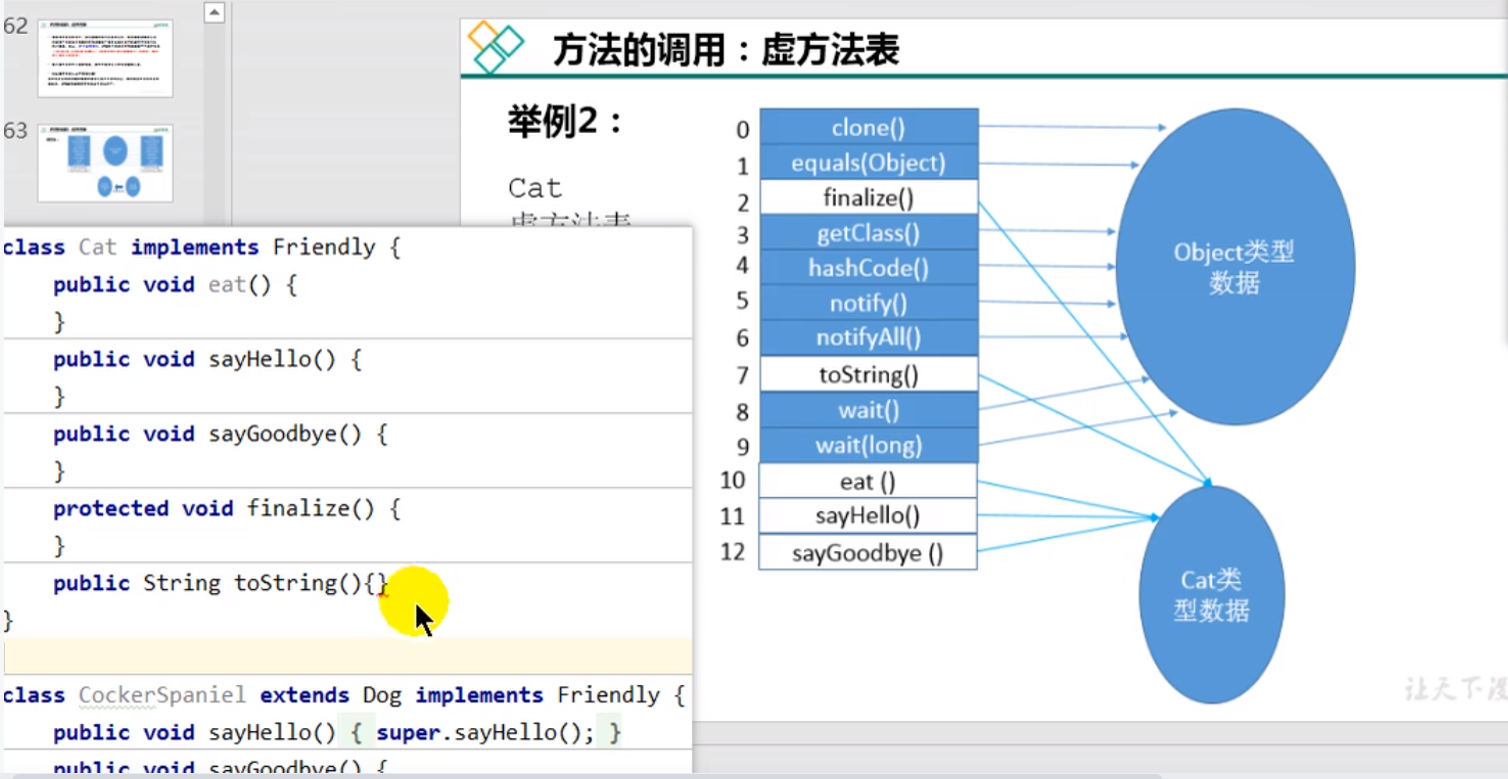 62
63
方法的调用：虚方法表
举例2：
Cat
虚方法表
class Cat implements Friendly {
public void eat() {
}
public void sayHello() {
}
public void sayGoodbye() {
}
protected void finalize() {
}
public String toString(){}
}
class CockerSpaniel extends Dog implements Friendly {
public void sayHello() { super.sayHello(); }
public void sayGoodbye() {
0 clone()
1 equals(Object)
2 finalize()
3 getClass()
4 hashCode()
5 notify()
6 notifyAll()
7 toString()
8 wait()
9 wait(long)
10 eat ()
11 sayHello()
12 sayGoodbye ()
Object类型
数据
Cat类
型数据
让天下没